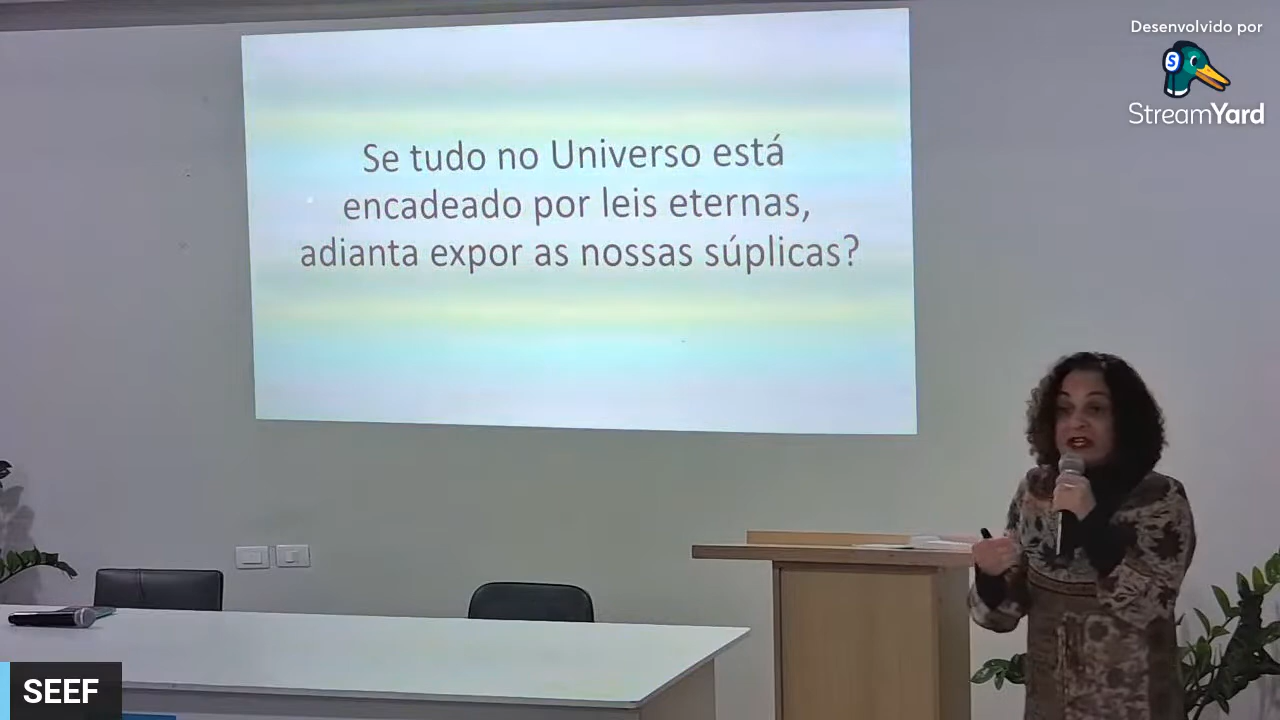 Desenvolvido por
StreamYard
Se tudo no Universo está
encadeado por leis eternas,
adianta expor as nossas súplicas?
SEEF